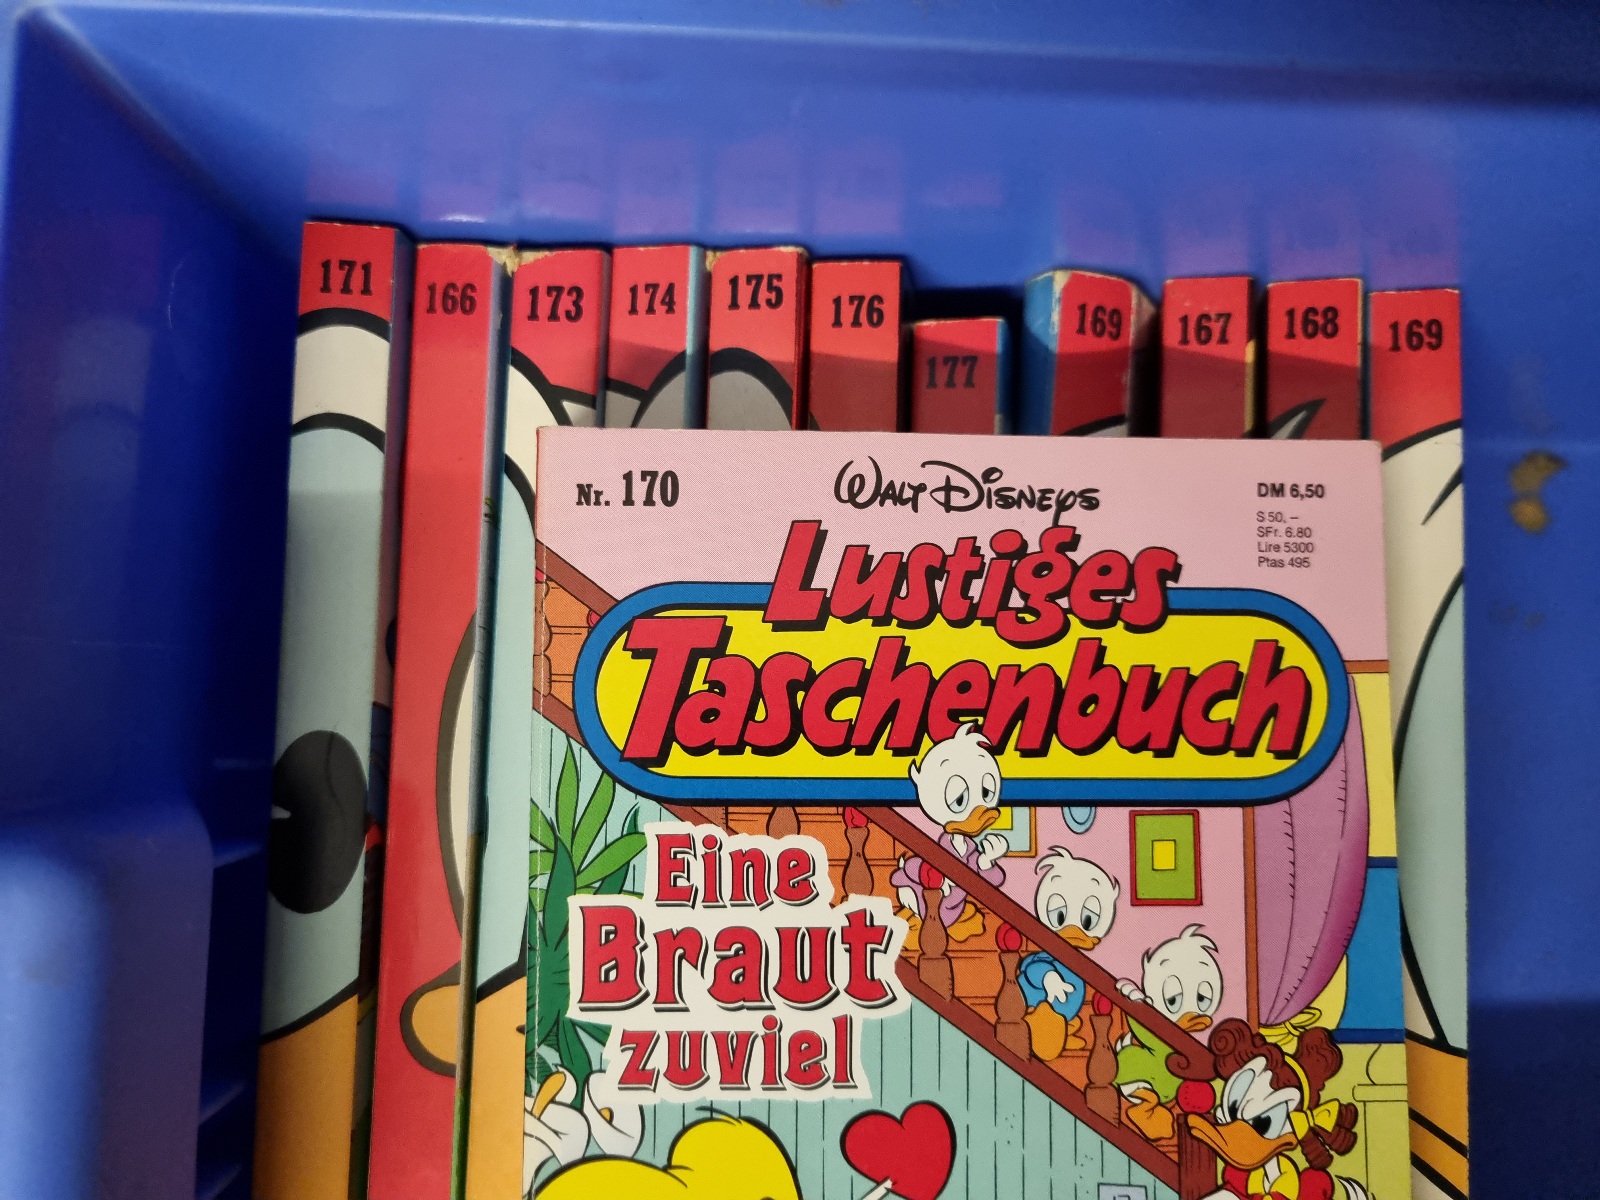 171
166
173
174
175
176
177
169
167
168
169
Nr. 170
WALT DISNEYS
DM 6,50
S 50,–
SFr. 6.80
Lire 5300
Ptas 495
Lustiges
Taschenbuch
Eine
Braut
zuviel